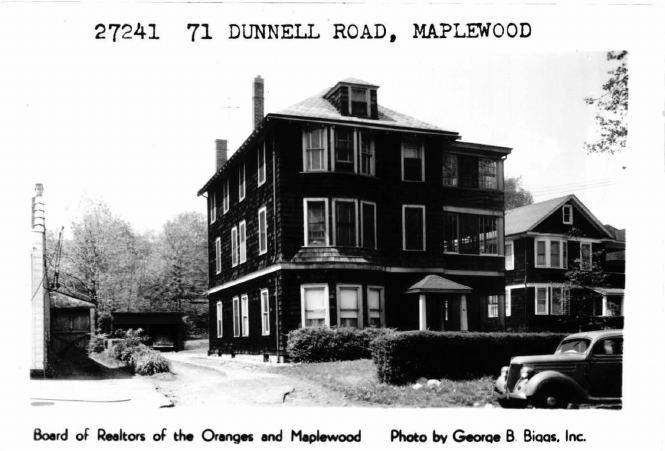 27241 71 DUNNELL ROAD, MAPLEWOOD
Board of Realtors of the Oranges and Maplewood Photo by George B. Biggs, Inc.